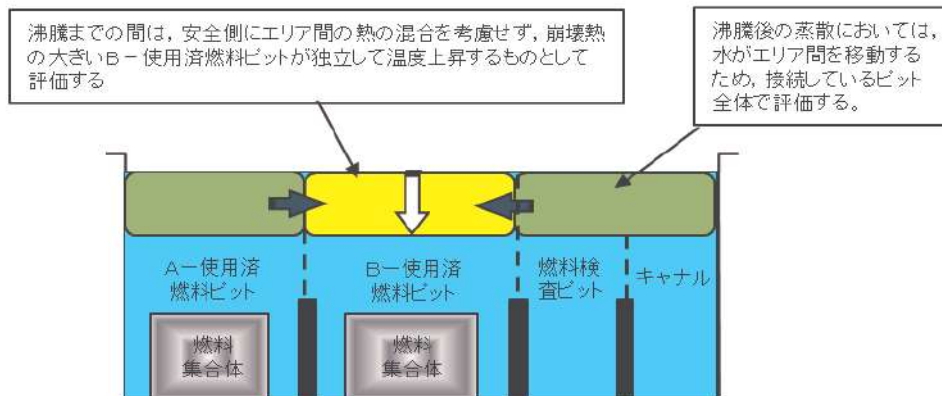 沸騰までの間は，安全側にエリア間の熱の混合を考慮せず，崩壊熱
の大きいＢ－使用済燃料ピットが独立して温度上昇するものとして
評価する
沸騰後の蒸散においては，
水がエリア間を移動する
ため，接続しているピット
全体で評価する。
Ａ－使用済
燃料ピット
Ｂ－使用済
燃料ピット
燃料検
査ピット
キャナル
燃料
集合体
燃料
集合体